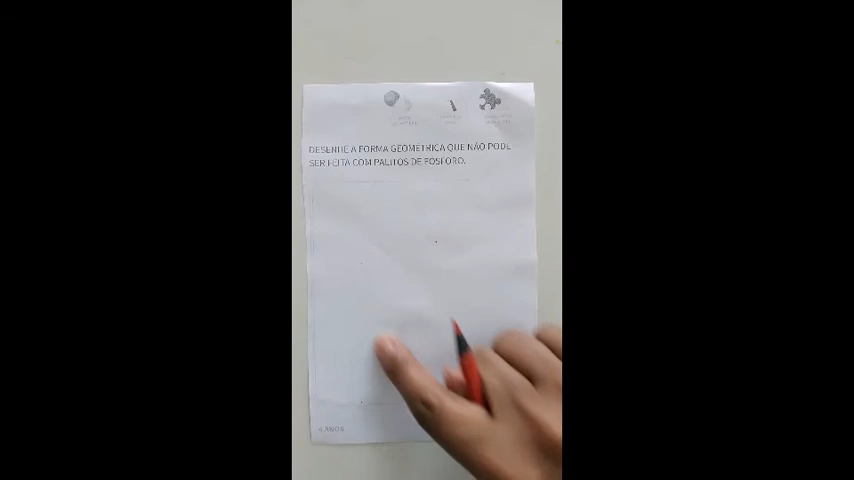 DESENHE A FORMA GEOMÉTRICA QUE NÃO PODE
SER FEITA COM PALITOS DE FÓSFORO.
4 ANOS